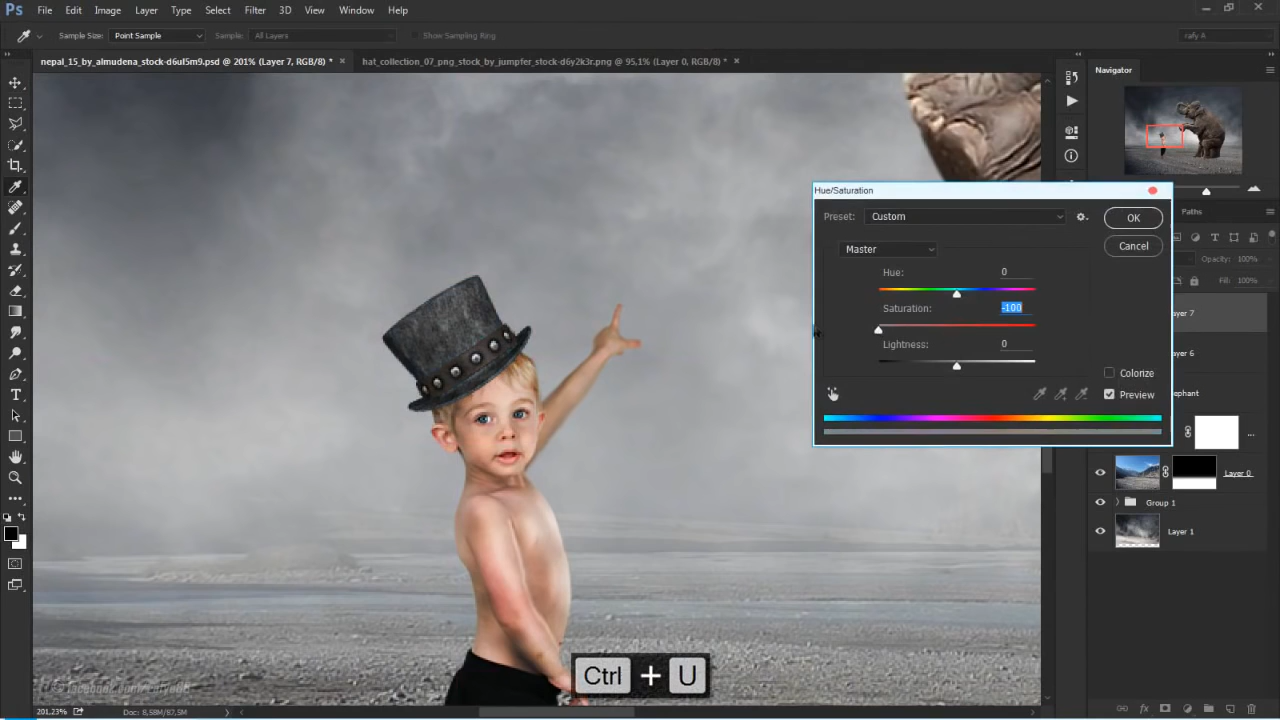 Ps File Edit Image Layer Type Select Filter 3D View Window Help
Sample Size: Point Sample Sample: All Layers Show Sampling Ring rafy A
nepal_15_by_almudena_stock-d6ul5m9.psd @ 201% (Layer 7, RGB/8) * × hat_collection_07_png_stock_by_jumpfer_stock-d6y2k3r.png @ 95,1% (Layer 0, RGB/8) * ×
Navigator
Hue/Saturation
Preset: Custom OK
Paths
Master Cancel
Opacity: 100%
Hue: 0
Fill: 100%
Saturation: -100
ayer 7
Lightness: 0
ayer 6
Colorize
Preview
ephant
...
Layer 0
Group 1
Layer 1
Ctrl + U
201,23% Doc: 8,58M/87,5M